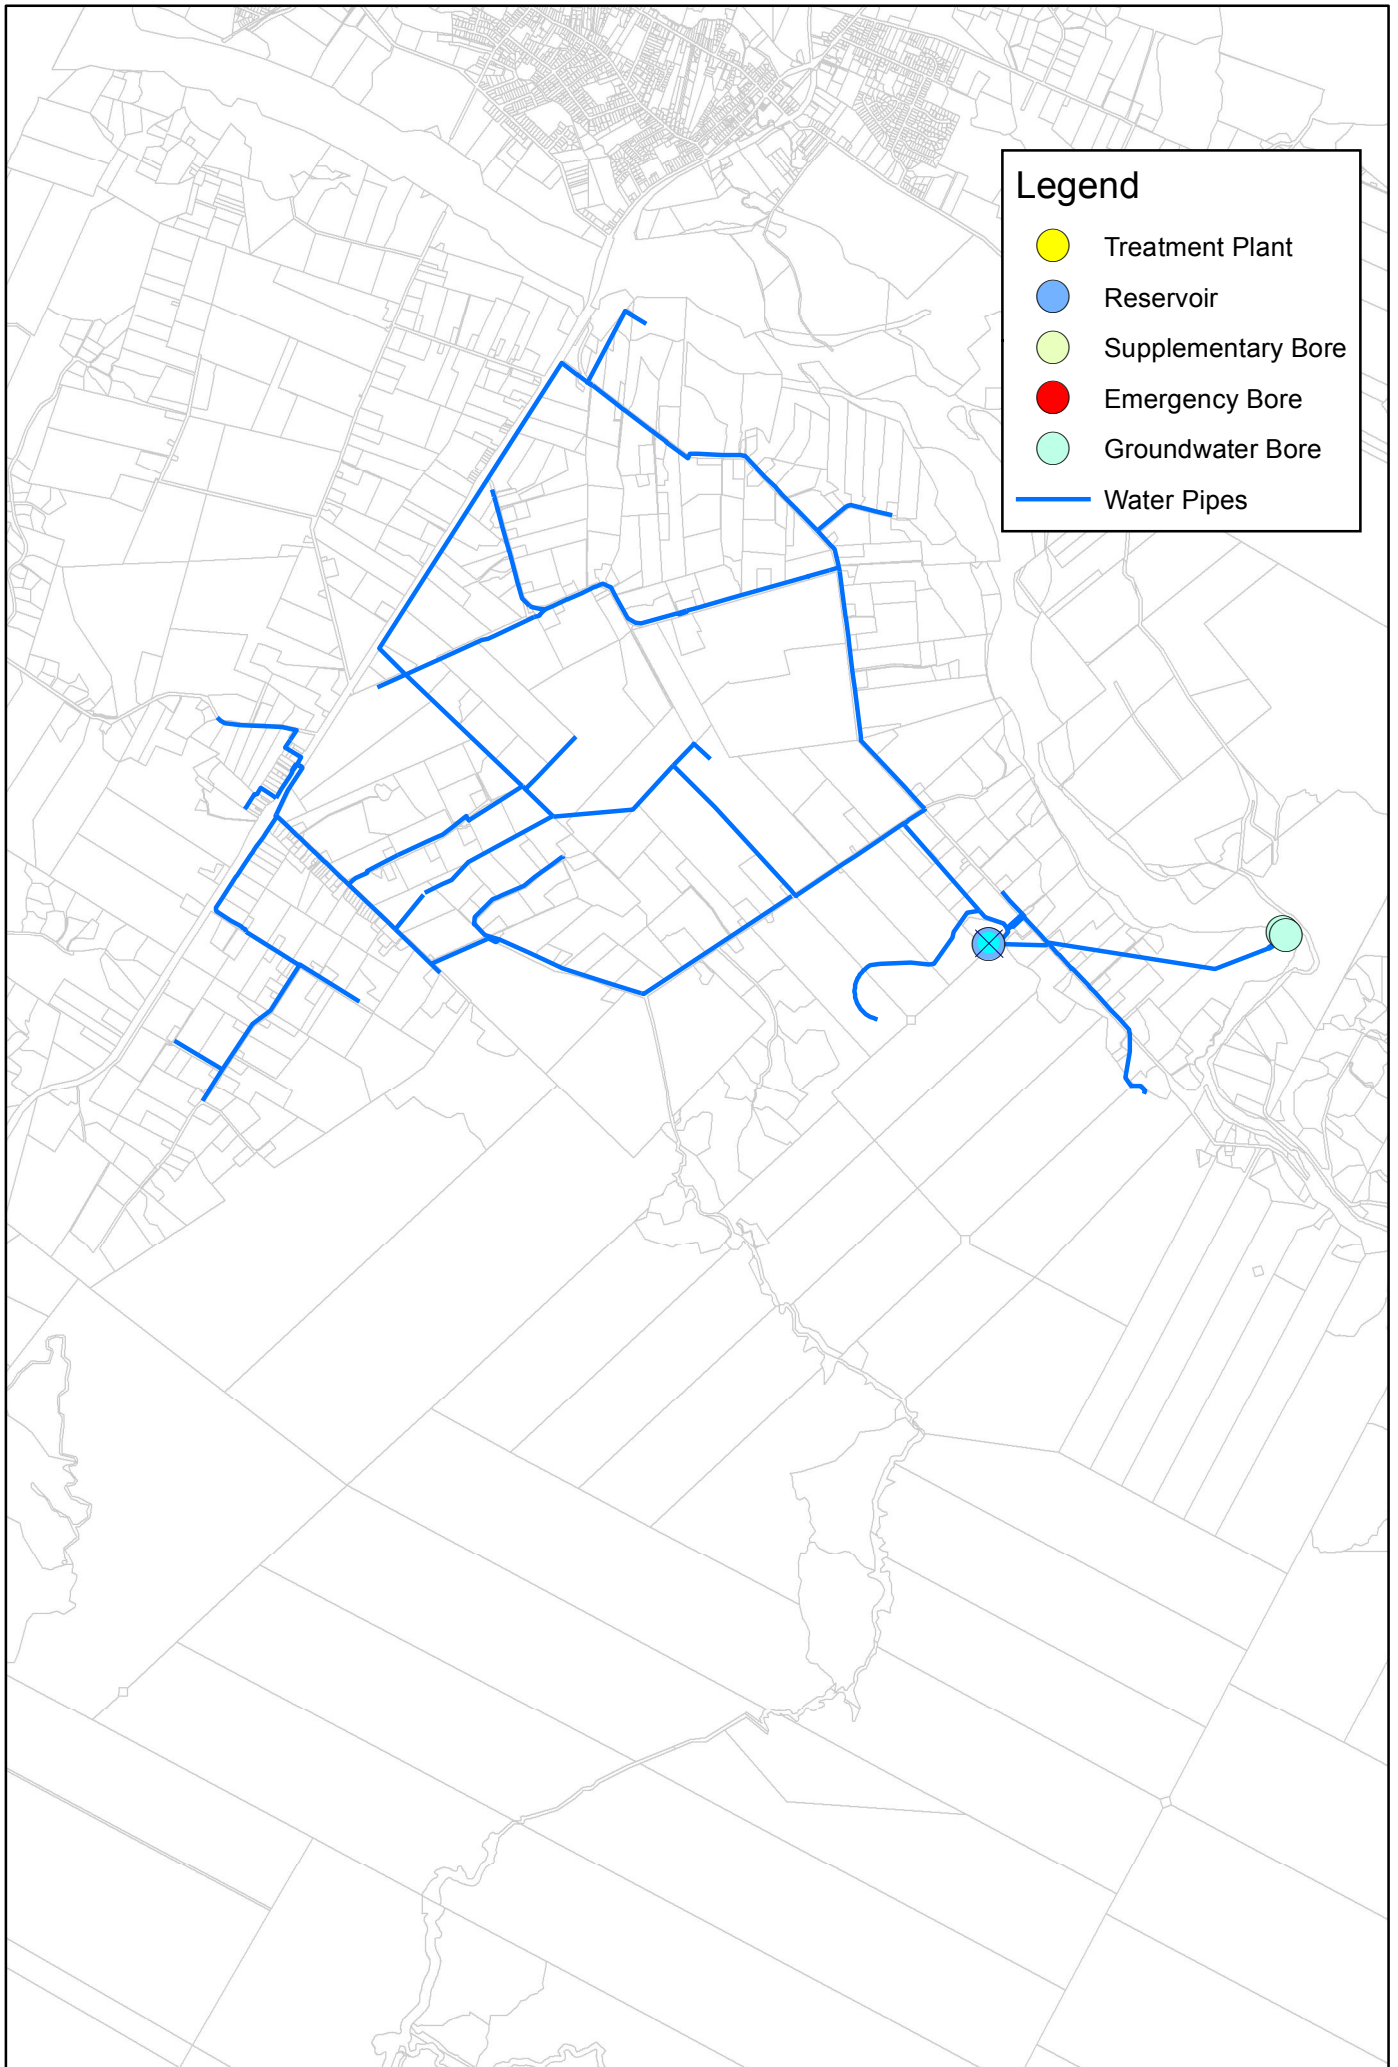 Legend
Treatment Plant
Reservoir
Supplementary Bore
Emergency Bore
Groundwater Bore
Water Pipes